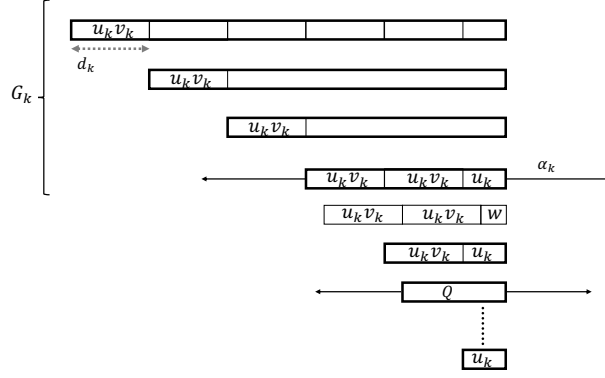 u_k v_k
d_k
G_k
u_k v_k
u_k v_k
α_k
u_k v_k u_k v_k u_k
u_k v_k u_k v_k w
u_k v_k u_k
Q
u_k